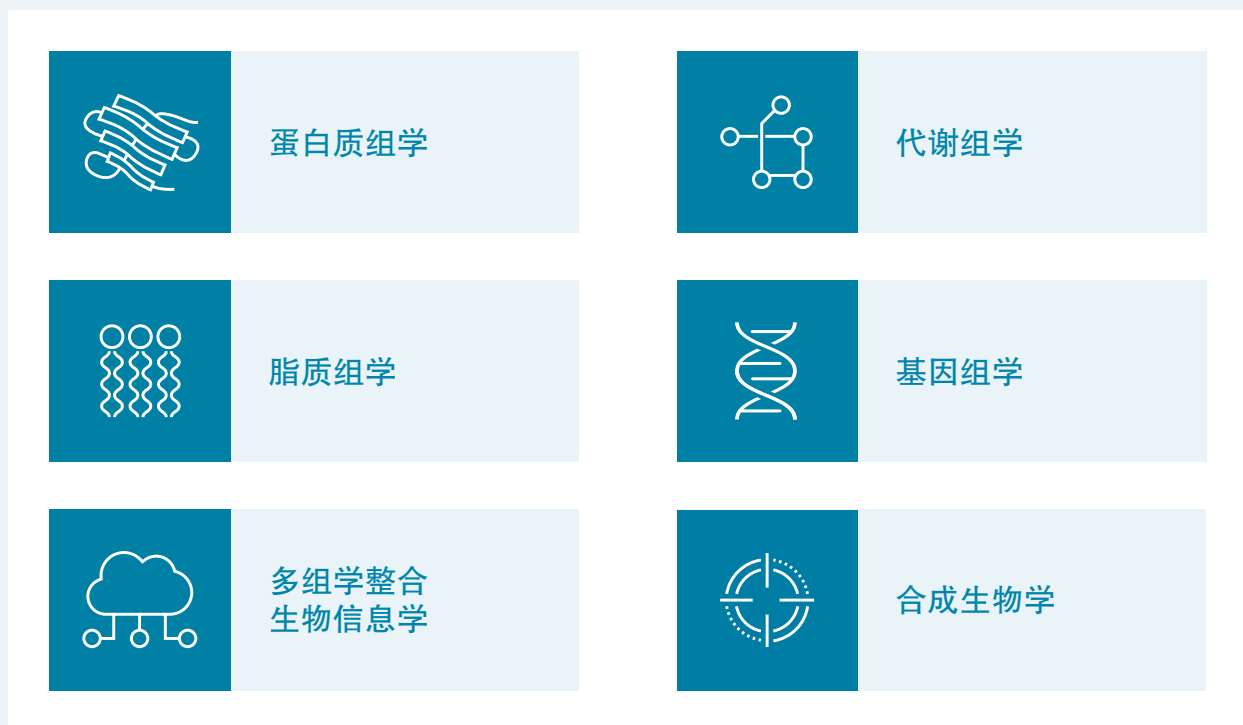 蛋白质组学
代谢组学
脂质组学
基因组学
多组学整合
生物信息学
合成生物学